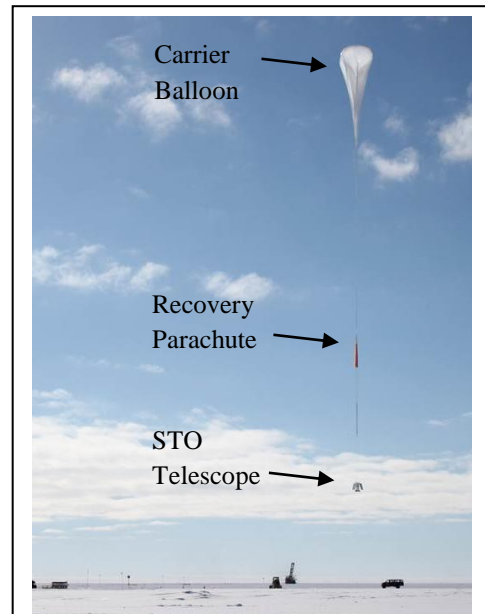 Carrier
Balloon
Recovery
Parachute
STO
Telescope